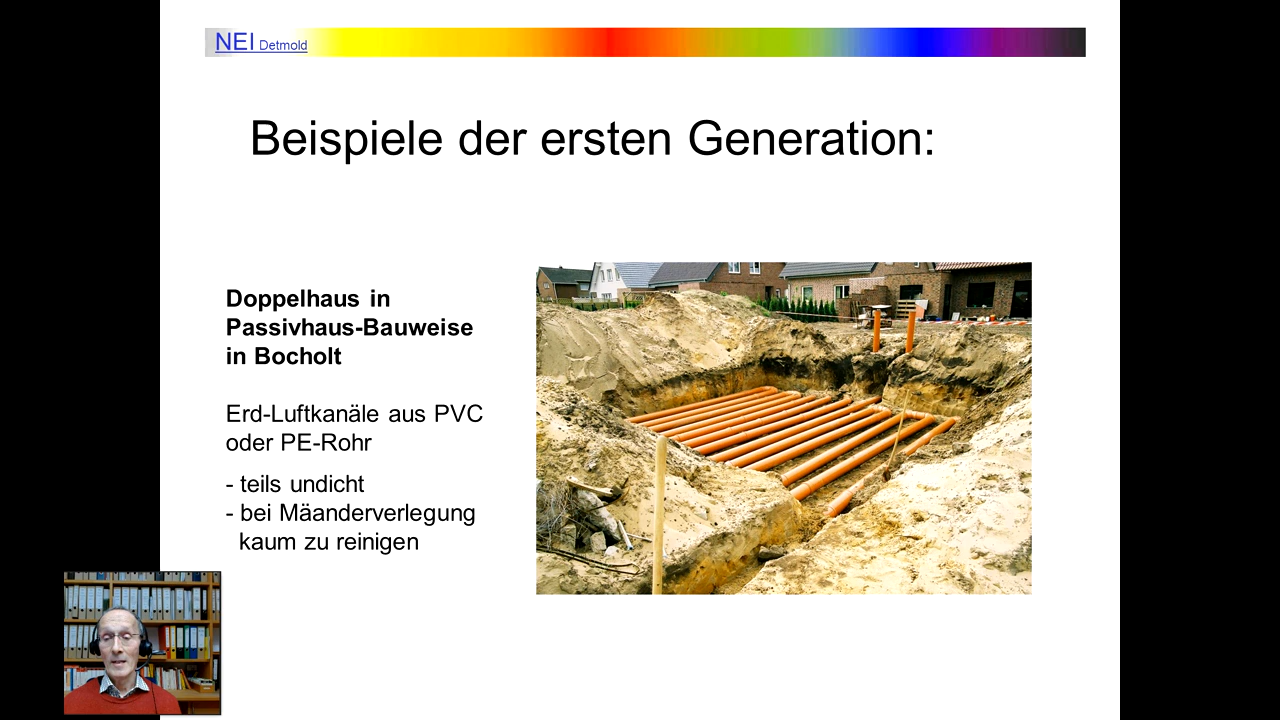 NEI Detmold
Beispiele der ersten Generation:
Doppelhaus in
Passivhaus-Bauweise
in Bocholt
Erd-Luftkanäle aus PVC
oder PE-Rohr
- teils undicht
- bei Mäanderverlegung
kaum zu reinigen